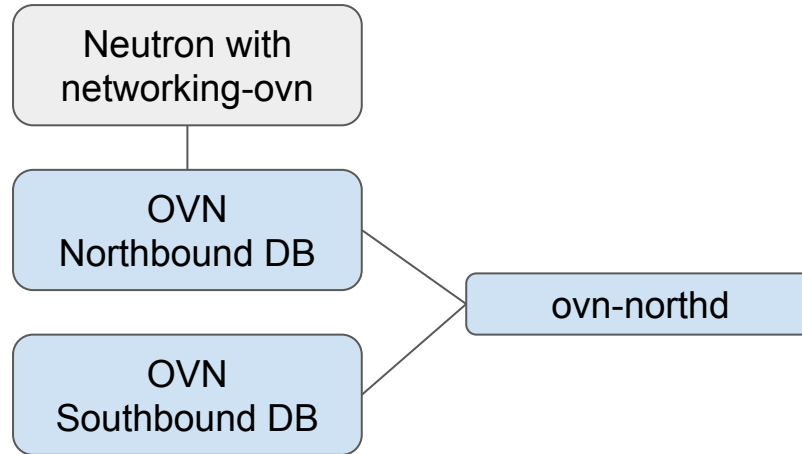 Neutron with
networking-ovn
OVN
Northbound DB
ovn-northd
OVN
Southbound DB